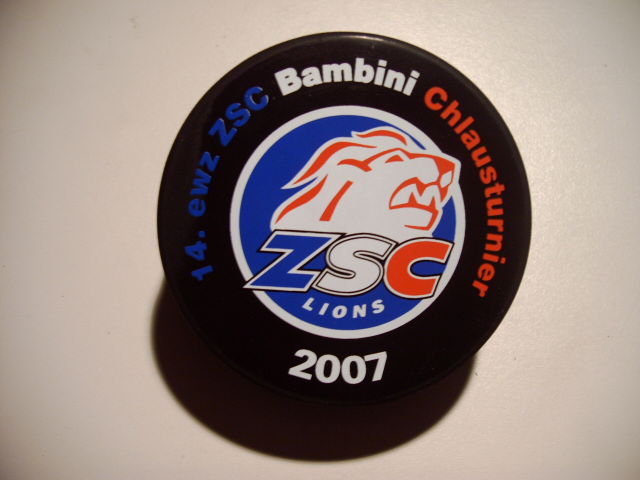 14. ewz ZSC Bambini Chlausturnier
ZSC
LIONS
2007